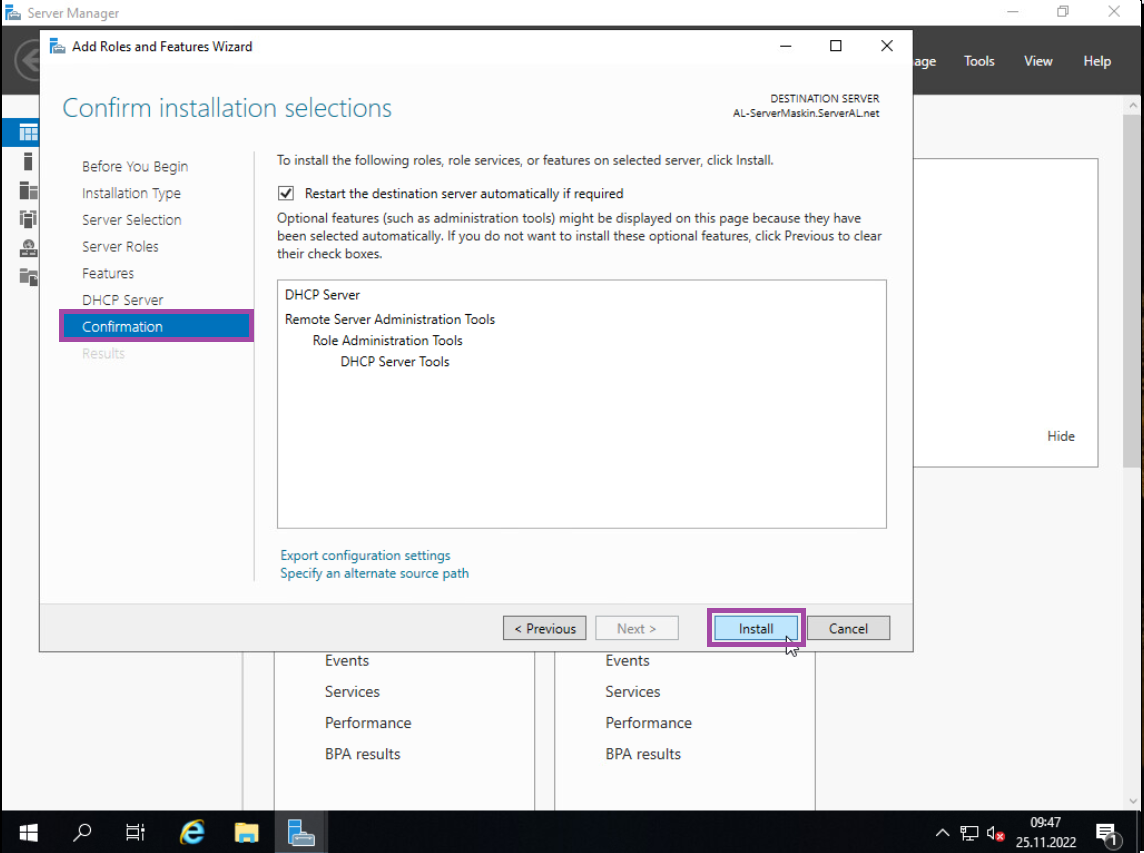 Server Manager
Add Roles and Features Wizard
Tools
View
Help
Confirm installation selections
DESTINATION SERVER
AL-ServerMaskin.ServerAL.net
Before You Begin
Installation Type
Server Selection
Server Roles
Features
DHCP Server
Confirmation
Results
To install the following roles, role services, or features on selected server, click Install.
Restart the destination server automatically if required
Optional features (such as administration tools) might be displayed on this page because they have
been selected automatically. If you do not want to install these optional features, click Previous to clear
their check boxes.
DHCP Server
Remote Server Administration Tools
Role Administration Tools
DHCP Server Tools
Hide
Export configuration settings
Specify an alternate source path
< Previous
Next >
Install
Cancel
Events
Services
Performance
BPA results
Events
Services
Performance
BPA results
09:47
25.11.2022
1